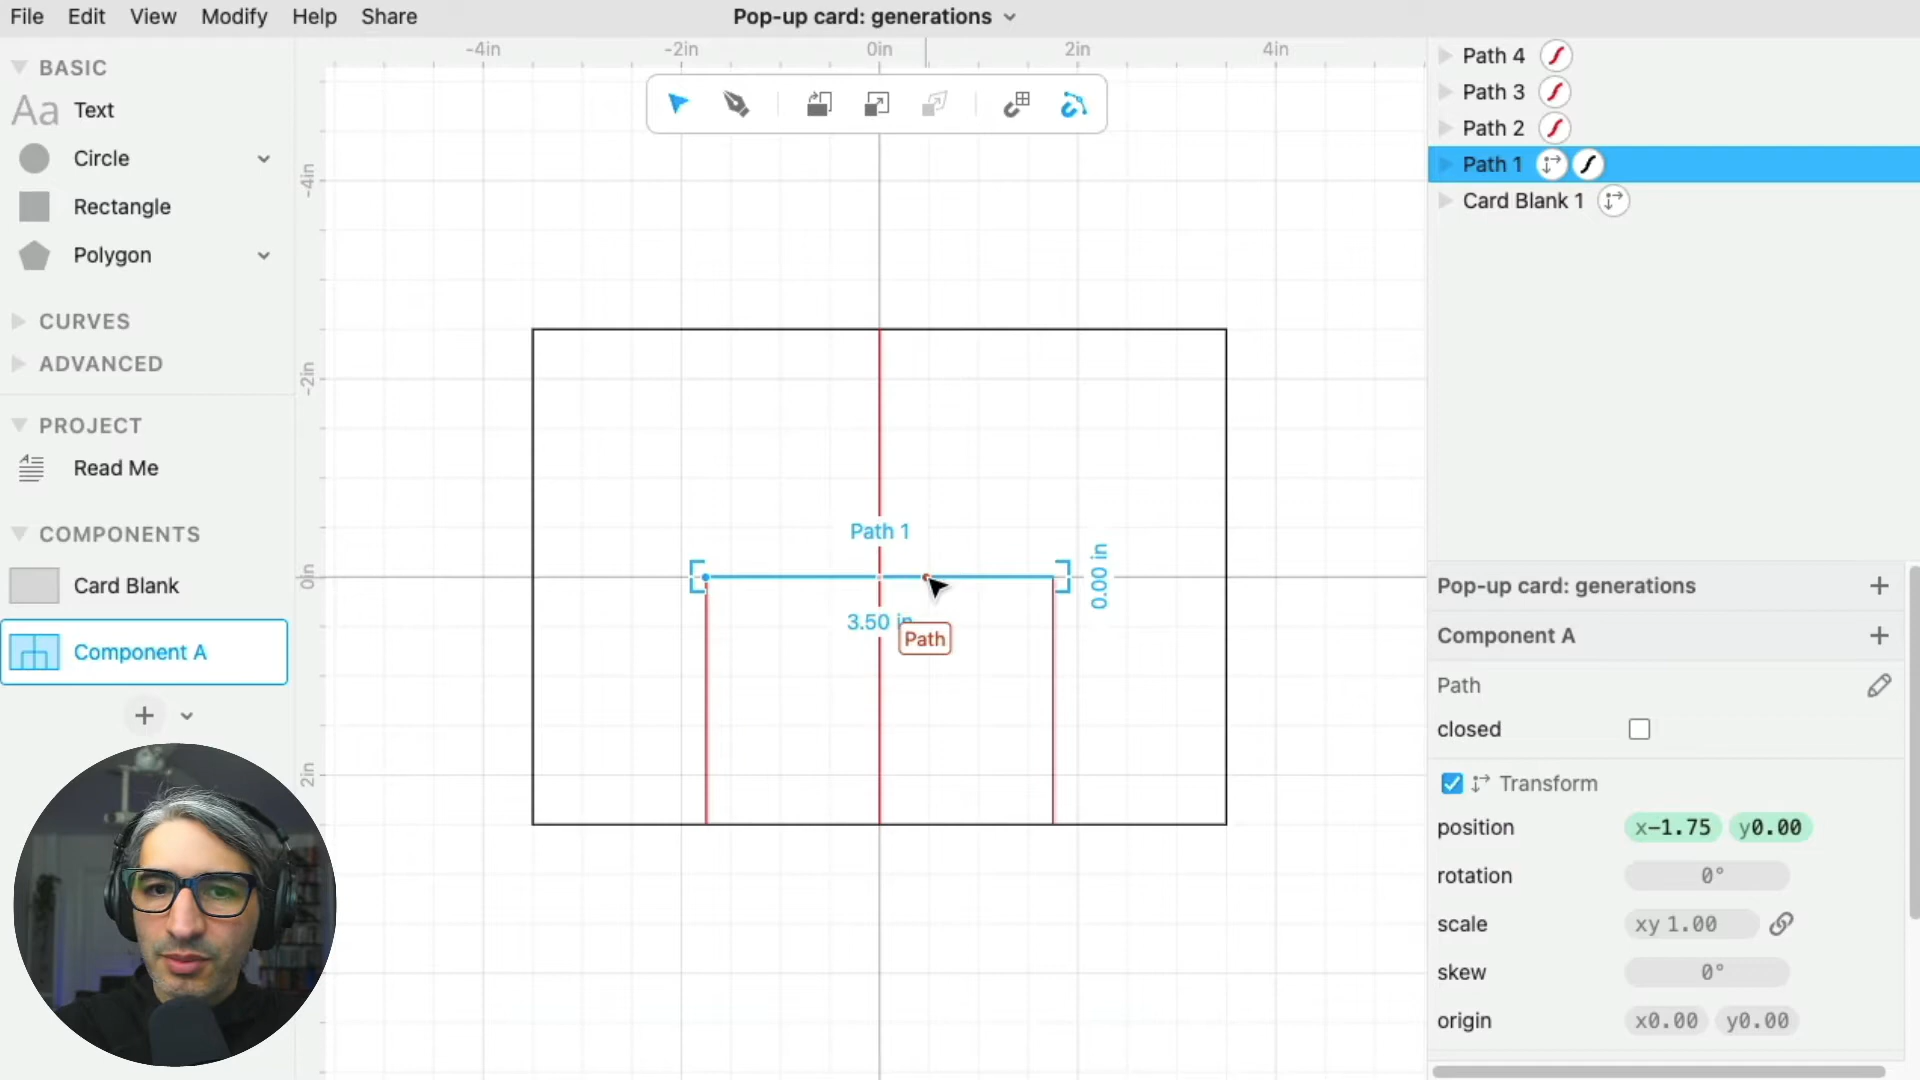 File Edit View Modify Help Share
Pop-up card: generations
BASIC
Aa Text
Circle
Rectangle
Polygon
CURVES
ADVANCED
PROJECT
Read Me
COMPONENTS
Card Blank
Component A
-4in -2in 0in 2in 4in
-4in
-2in
0in
2in
Path 1
3.50 in
0.00 in
Path
Path 4
Path 3
Path 2
Path 1
Card Blank 1
Pop-up card: generations
Component A
Path
closed
Transform
position x-1.75 y0.00
rotation 0°
scale xy 1.00
skew 0°
origin x0.00 y0.00